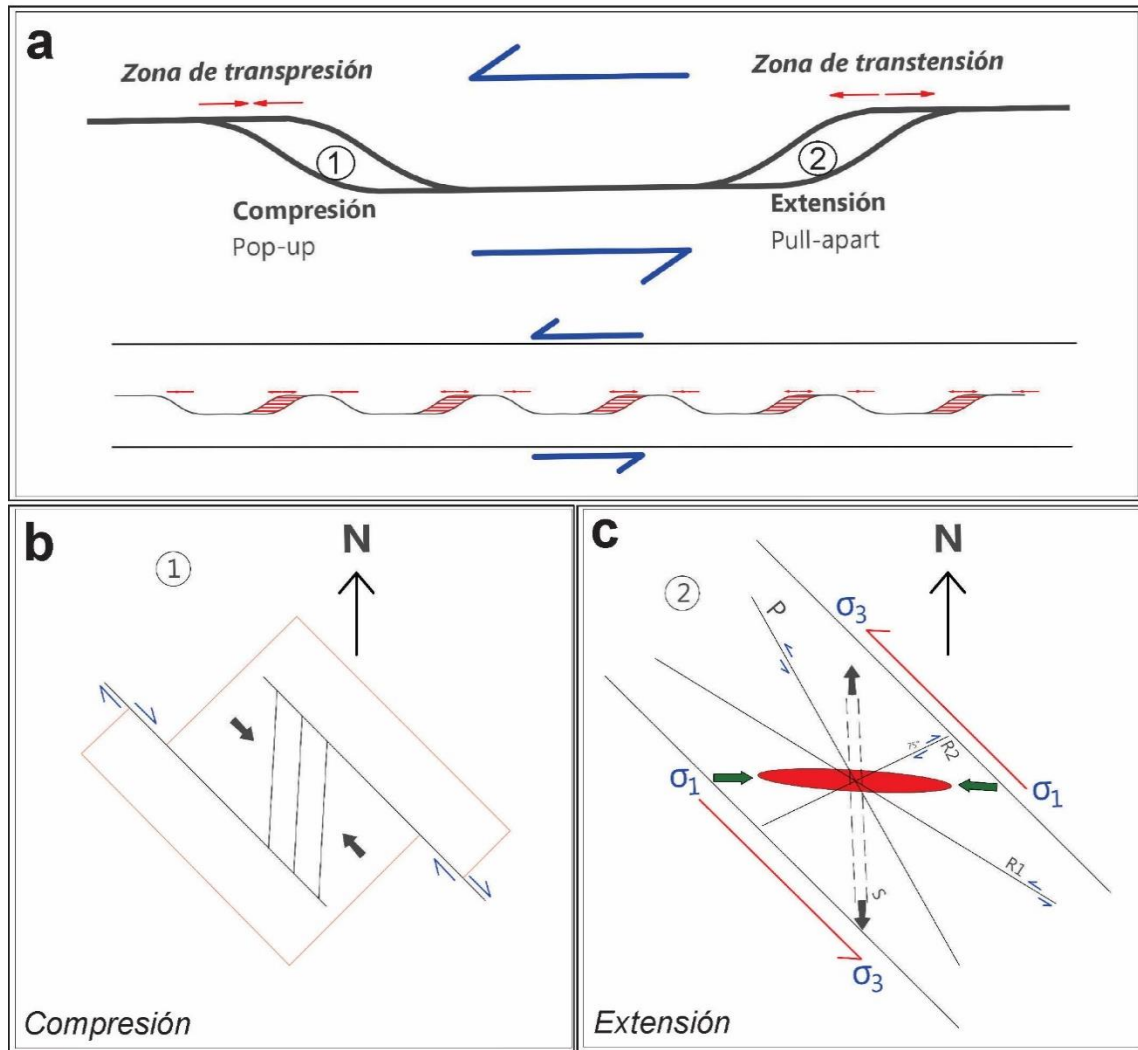 a
Zona de transpresión
Zona de transtensión
1
2
Compresión
Pop-up
Extensión
Pull-apart
b
1
N
Compresión
c
2
N
P
σ3
75°
R2
σ1
σ1
R1
S
σ3
Extensión